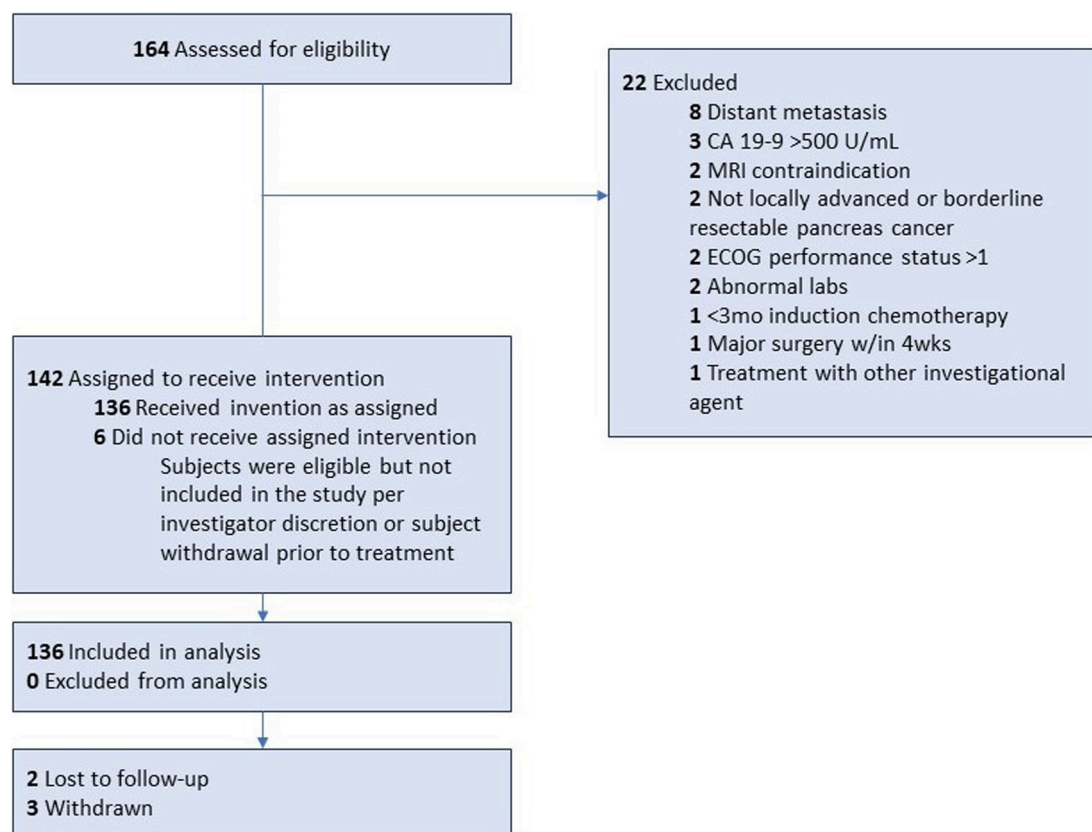 164 Assessed for eligibility
22 Excluded
8 Distant metastasis
3 CA 19-9 >500 U/mL
2 MRI contraindication
2 Not locally advanced or borderline
resectable pancreas cancer
2 ECOG performance status >1
2 Abnormal labs
1 <3mo induction chemotherapy
1 Major surgery w/in 4wks
1 Treatment with other investigational
agent
142 Assigned to receive intervention
136 Received invention as assigned
6 Did not receive assigned intervention
Subjects were eligible but not
included in the study per
investigator discretion or subject
withdrawal prior to treatment
136 Included in analysis
0 Excluded from analysis
2 Lost to follow-up
3 Withdrawn